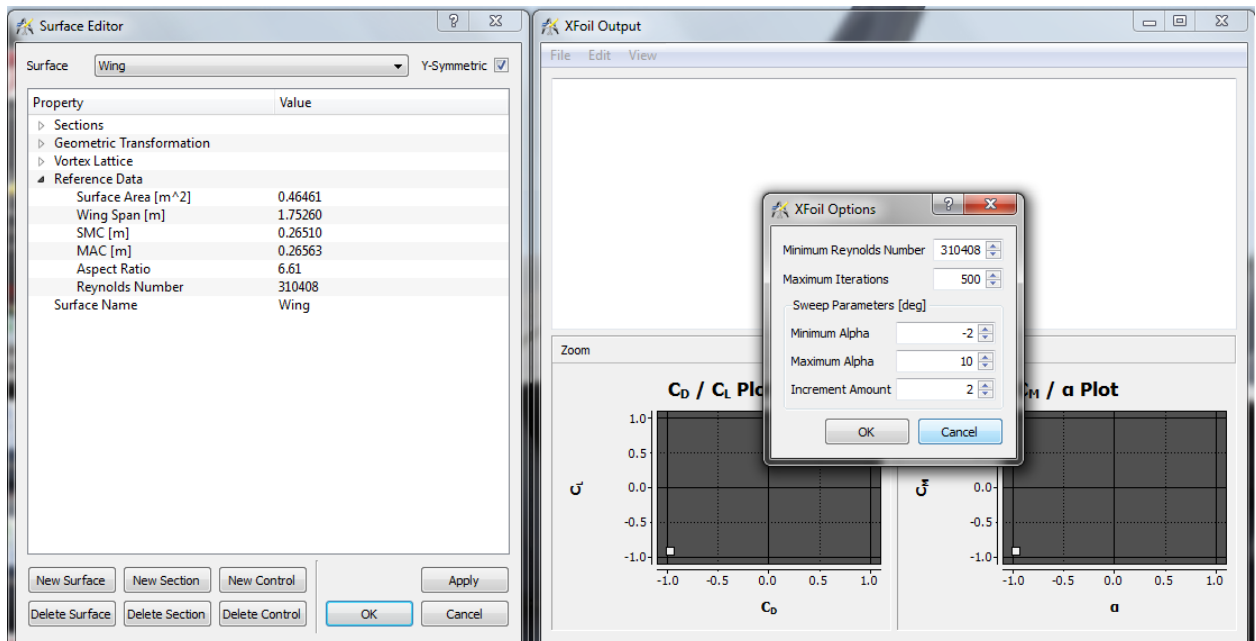 Surface Editor
Surface Wing Y-Symmetric
Property Value
Sections
Geometric Transformation
Vortex Lattice
Reference Data
Surface Area [m^2] 0.46461
Wing Span [m] 1.75260
SMC [m] 0.26510
MAC [m] 0.26563
Aspect Ratio 6.61
Reynolds Number 310408
Surface Name Wing
New Surface New Section New Control Apply
Delete Surface Delete Section Delete Control OK Cancel
XFoil Output
File Edit View
Zoom
C_D / C_L Plo
1.0
0.5
0.0
-0.5
-1.0
C_L
-1.0 -0.5 0.0 0.5 1.0
C_D
C_M / α Plot
0.0
-0.5
-1.0
C_M
-1.0 -0.5 0.0 0.5 1.0
α
XFoil Options
Minimum Reynolds Number 310408
Maximum Iterations 500
Sweep Parameters [deg]
Minimum Alpha -2
Maximum Alpha 10
Increment Amount 2
OK Cancel